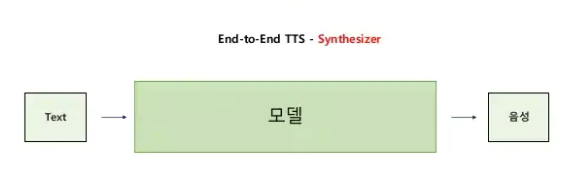 End-to-End TTS - Synthesizer
Text
모델
음성